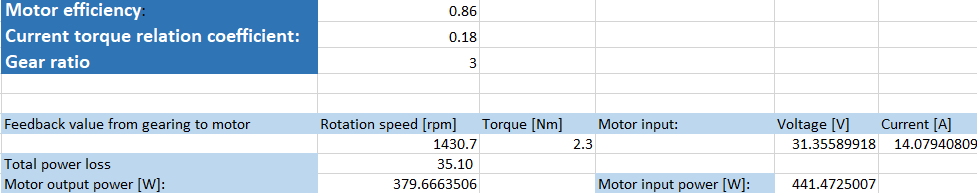 Motor efficiency: 0.86
Current torque relation coefficient: 0.18
Gear ratio 3
Feedback value from gearing to motor Rotation speed [rpm] Torque [Nm] Motor input: Voltage [V] Current [A]
1430.7 2.3 31.35589918 14.07940809
Total power loss 35.10
Motor output power [W]: 379.6663506 Motor input power [W]: 441.4725007